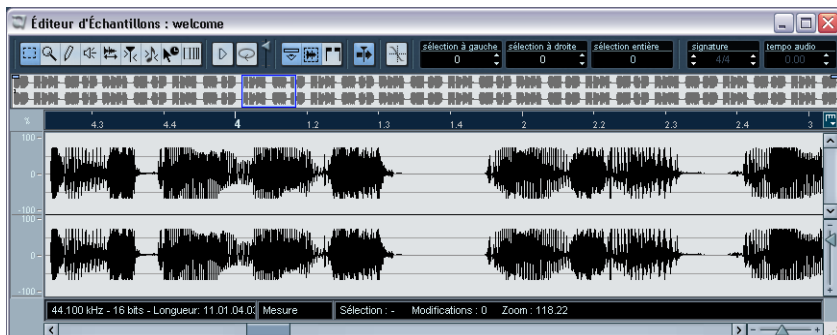 Éditeur d'Échantillons : welcome
sélection à gauche sélection à droite sélection entière signature tempo audio
0 0 0 4/4 0.00
% 4.3 4.4 4 1.2 1.3 1.4 2 2.2 2.3 2.4 3
100
0
-100
100
0
-100
44.100 kHz - 16 bits - Longueur: 11.01.04.03 Mesure Sélection : - Modifications : 0 Zoom : 118.22